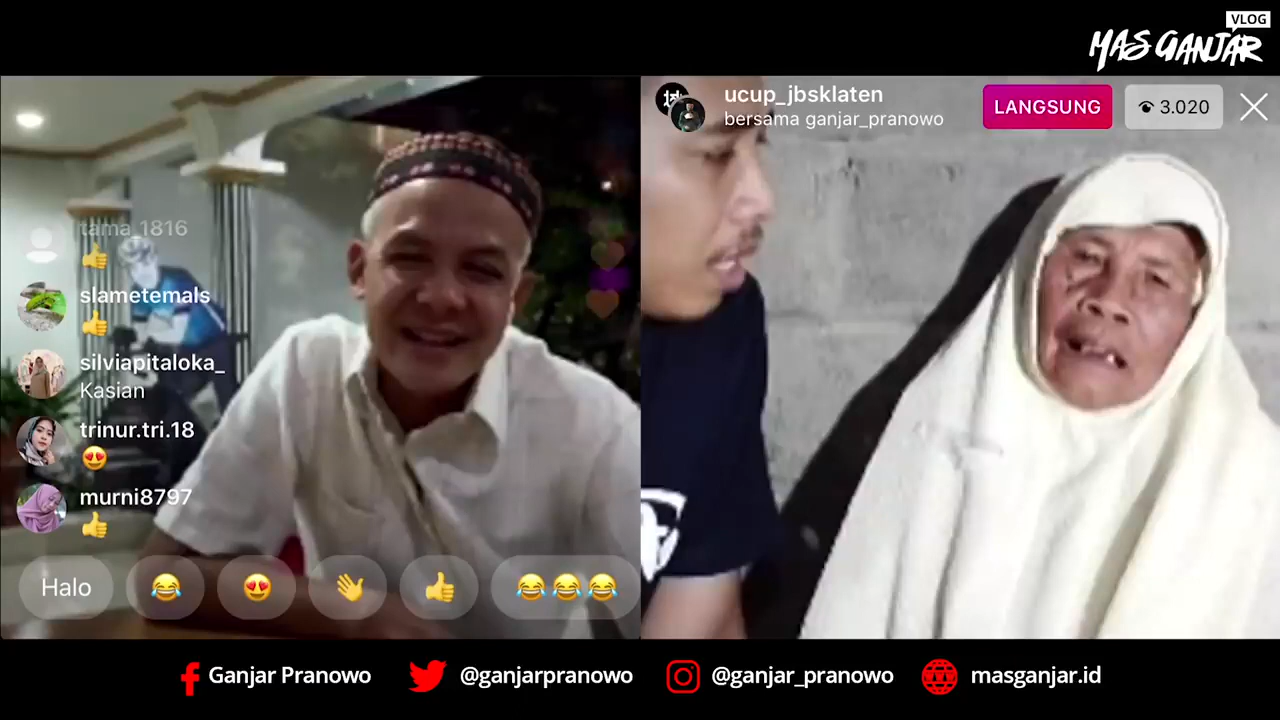 VLOG
MAS GANJAR
ucup_jbsklaten
bersama ganjar_pranowo
LANGSUNG
3.020
tama_1816
👍
slametemals
👍
silviapitaloka_
Kasian
trinur.tri.18
😍
murni8797
👍
Halo
😂
😍
👋
👍
😂😂😂
Ganjar Pranowo
@ganjarpranowo
@ganjar_pranowo
masganjar.id